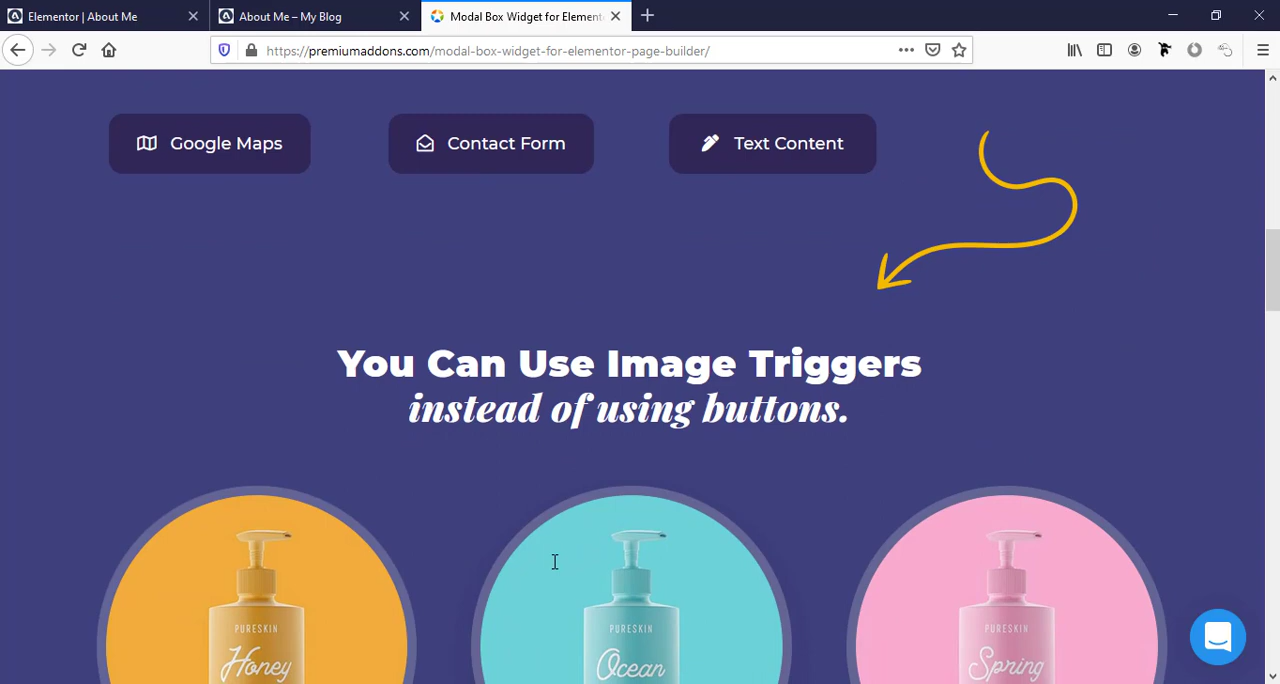 Elementor | About Me
About Me – My Blog
Modal Box Widget for Element
https://premiumaddons.com/modal-box-widget-for-elementor-page-builder/
Google Maps
Contact Form
Text Content
You Can Use Image Triggers
instead of using buttons.
PURESKIN
Honey
PURESKIN
Ocean
PURESKIN
Spring